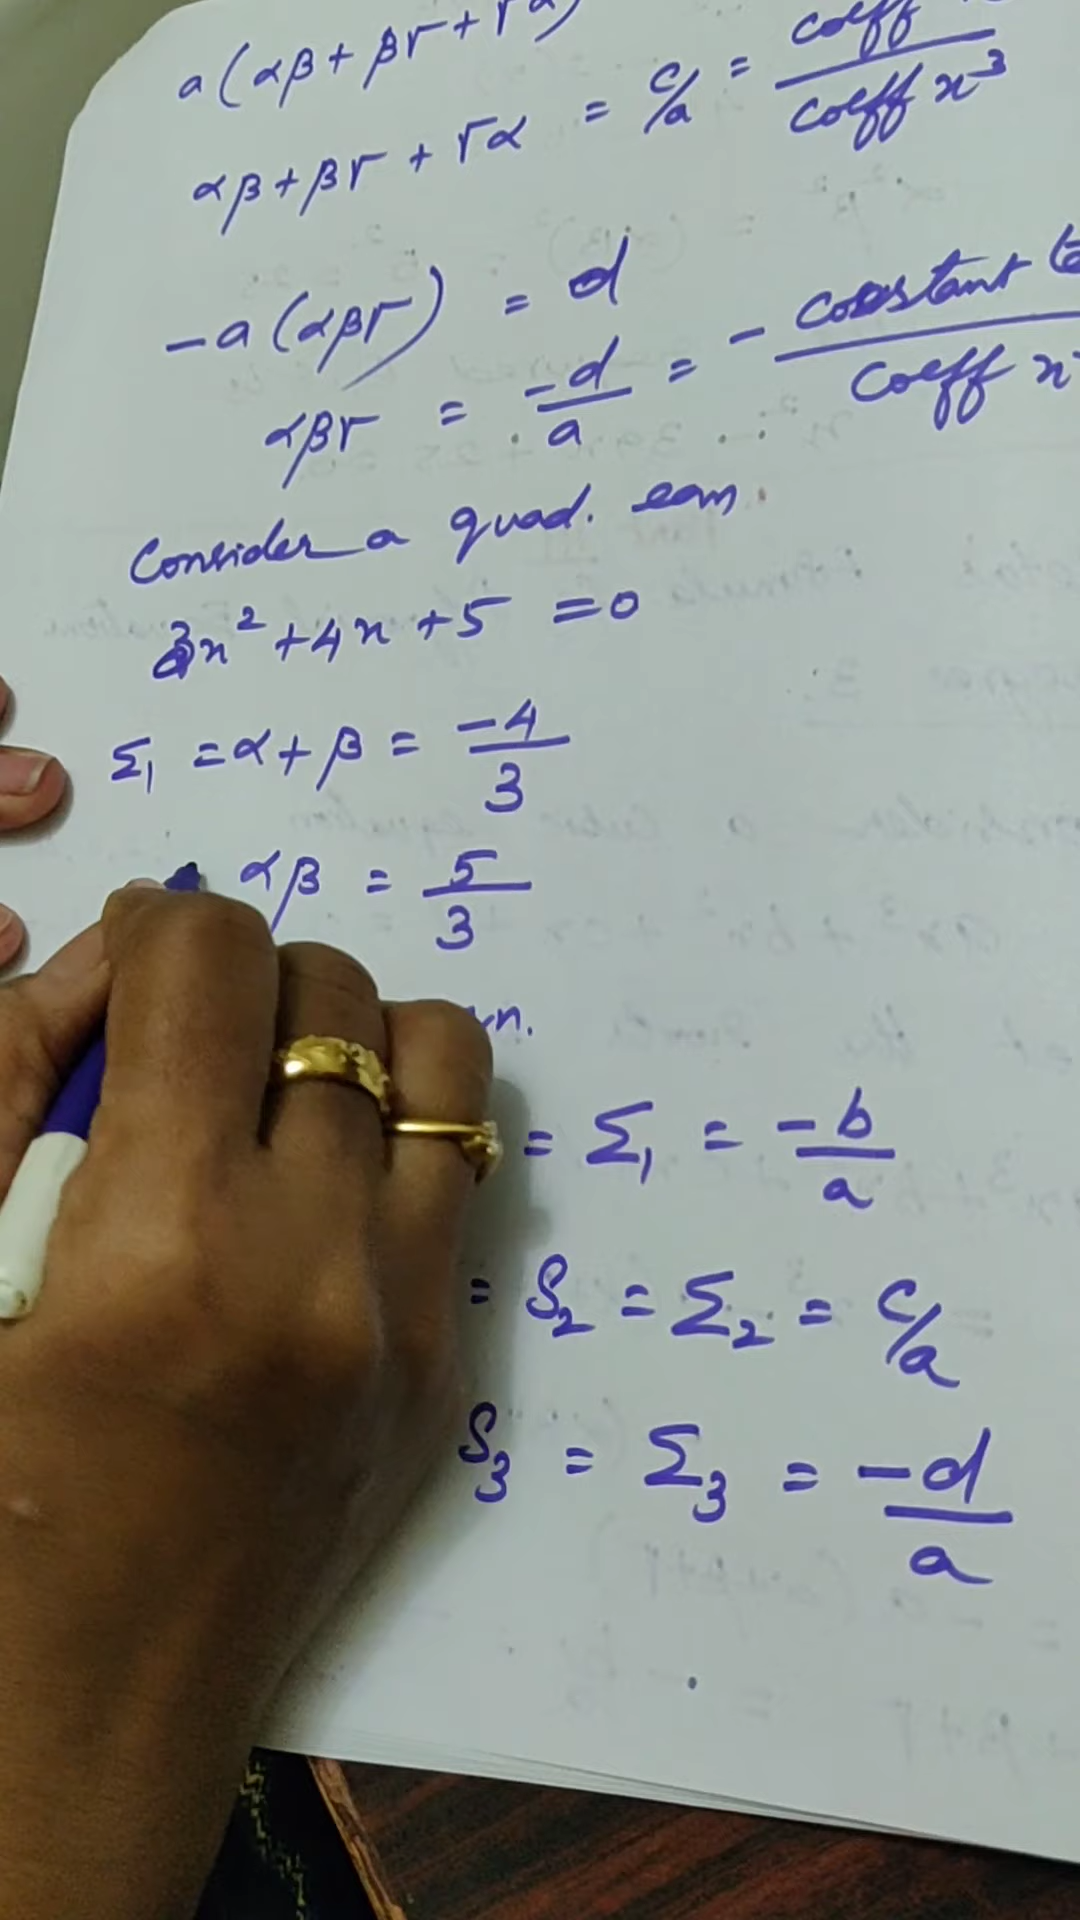 a(αβ + βγ + γα)
αβ + βγ + γα = c/a = coeff / coeff x³
-a(αβγ) = d
αβγ = -d/a = - constant / coeff x
Consider a quad. eqn.
3x² + 4x + 5 = 0
Σ₁ = α + β = -4/3
αβ = 5/3
n.
= Σ₁ = -b/a
= S₂ = Σ₂ = c/a
S₃ = Σ₃ = -d/a